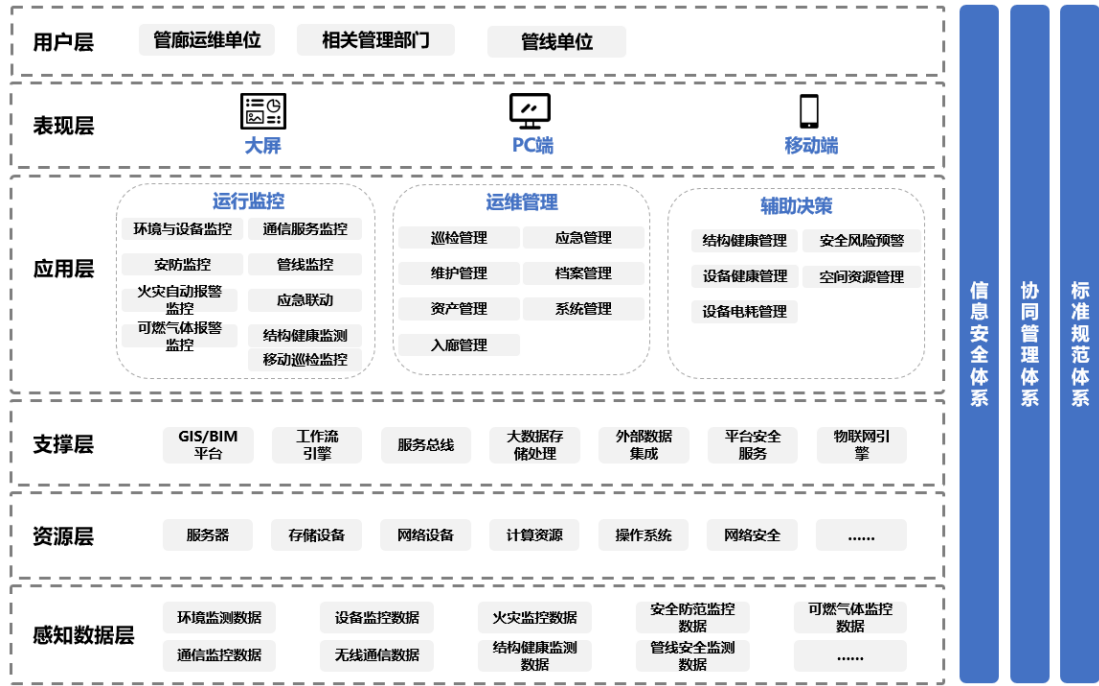 用户层
管廊运维单位
相关管理部门
管线单位
表现层
大屏
PC端
移动端
应用层
运行监控
环境与设备监控
通信服务监控
安防监控
管线监控
火灾自动报警
监控
应急联动
可燃气体报警
监控
结构健康监测
移动巡检监控
运维管理
巡检管理
应急管理
维护管理
档案管理
资产管理
系统管理
入廊管理
辅助决策
结构健康管理
安全风险预警
设备健康管理
空间资源管理
设备电耗管理
支撑层
GIS/BIM
平台
工作流
引擎
服务总线
大数据存
储处理
外部数据
集成
平台安全
服务
物联网引
擎
资源层
服务器
存储设备
网络设备
计算资源
操作系统
网络安全
......
感知数据层
环境监测数据
设备监控数据
火灾监控数据
安全防范监控
数据
可燃气体监控
数据
通信监控数据
无线通信数据
结构健康监测
数据
管线安全监测
数据
......
信息安全体系
协同管理体系
标准规范体系